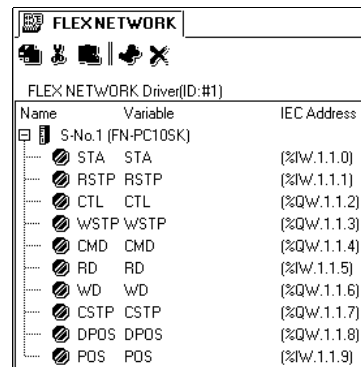 FLEXNETWORK
FLEX NETWORK Driver(ID:#1)
Name Variable IEC Address
S-No.1 (FN-PC10SK)
STA STA (%IW.1.1.0)
RSTP RSTP (%IW.1.1.1)
CTL CTL (%QW.1.1.2)
WSTP WSTP (%QW.1.1.3)
CMD CMD (%QW.1.1.4)
RD RD (%IW.1.1.5)
WD WD (%QW.1.1.6)
CSTP CSTP (%QW.1.1.7)
DPOS DPOS (%QW.1.1.8)
POS POS (%IW.1.1.9)